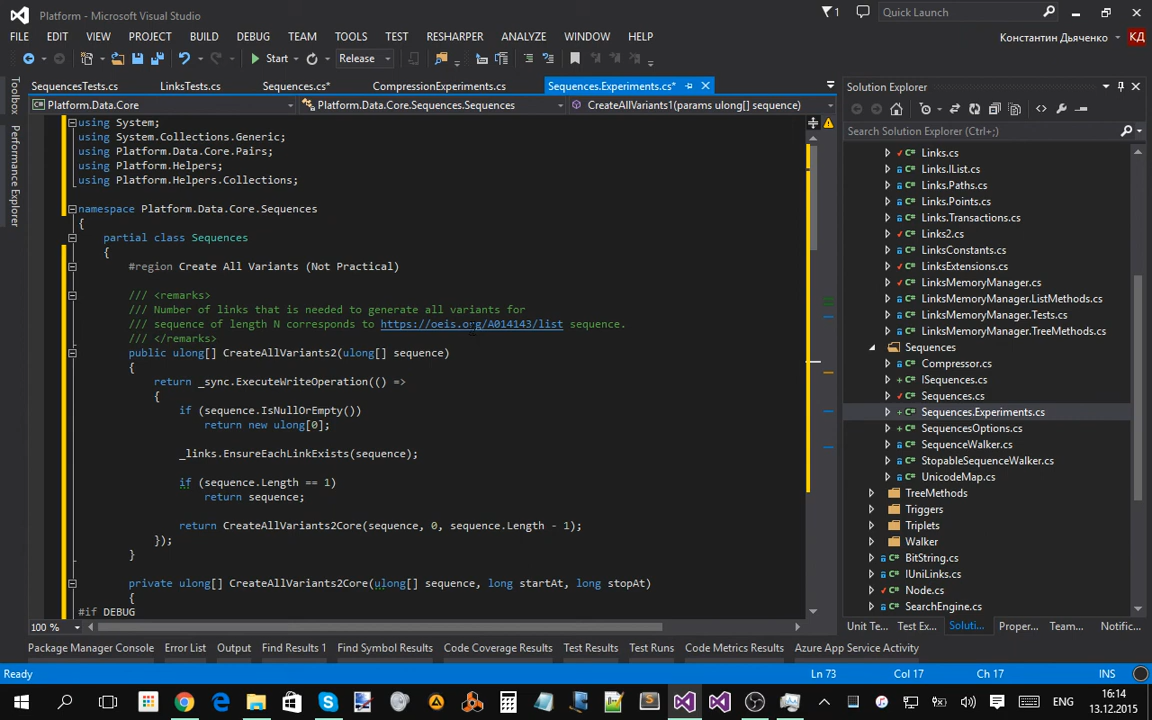 Platform - Microsoft Visual Studio
1
Quick Launch
FILE EDIT VIEW PROJECT BUILD DEBUG TEAM TOOLS TEST RESHARPER ANALYZE WINDOW HELP
Константин Дьяченко КД
Start Release
SequencesTests.cs LinksTests.cs Sequences.cs* CompressionExperiments.cs Sequences.Experiments.cs*
Platform.Data.Core Platform.Data.Core.Sequences.Sequences CreateAllVariants1(params ulong[] sequence)
Toolbox
Performance Explorer
using System;
using System.Collections.Generic;
using Platform.Data.Core.Pairs;
using Platform.Helpers;
using Platform.Helpers.Collections;
namespace Platform.Data.Core.Sequences
{
partial class Sequences
{
#region Create All Variants (Not Practical)
/// <remarks>
/// Number of links that is needed to generate all variants for
/// sequence of length N corresponds to https://oeis.org/A014143/list sequence.
/// </remarks>
public ulong[] CreateAllVariants2(ulong[] sequence)
{
return _sync.ExecuteWriteOperation(() =>
{
if (sequence.IsNullOrEmpty())
return new ulong[0];
_links.EnsureEachLinkExists(sequence);
if (sequence.Length == 1)
return sequence;
return CreateAllVariants2Core(sequence, 0, sequence.Length - 1);
});
}
private ulong[] CreateAllVariants2Core(ulong[] sequence, long startAt, long stopAt)
{
#if DEBUG
100 %
Solution Explorer
Search Solution Explorer (Ctrl+;)
Links.cs
Links.IList.cs
Links.Paths.cs
Links.Points.cs
Links.Transactions.cs
Links2.cs
LinksConstants.cs
LinksExtensions.cs
LinksMemoryManager.cs
LinksMemoryManager.ListMethods.cs
LinksMemoryManager.Tests.cs
LinksMemoryManager.TreeMethods.cs
Sequences
Compressor.cs
ISequences.cs
Sequences.cs
Sequences.Experiments.cs
SequencesOptions.cs
SequenceWalker.cs
StopableSequenceWalker.cs
UnicodeMap.cs
TreeMethods
Triggers
Triplets
Walker
BitString.cs
IUniLinks.cs
Node.cs
SearchEngine.cs
Unit Te... Test Ex... Soluti... Proper... Team... Notific...
Package Manager Console Error List Output Find Results 1 Find Symbol Results Code Coverage Results Test Results Test Runs Code Metrics Results Azure App Service Activity
Ready Ln 73 Col 17 Ch 17 INS
ENG 16:14
13.12.2015